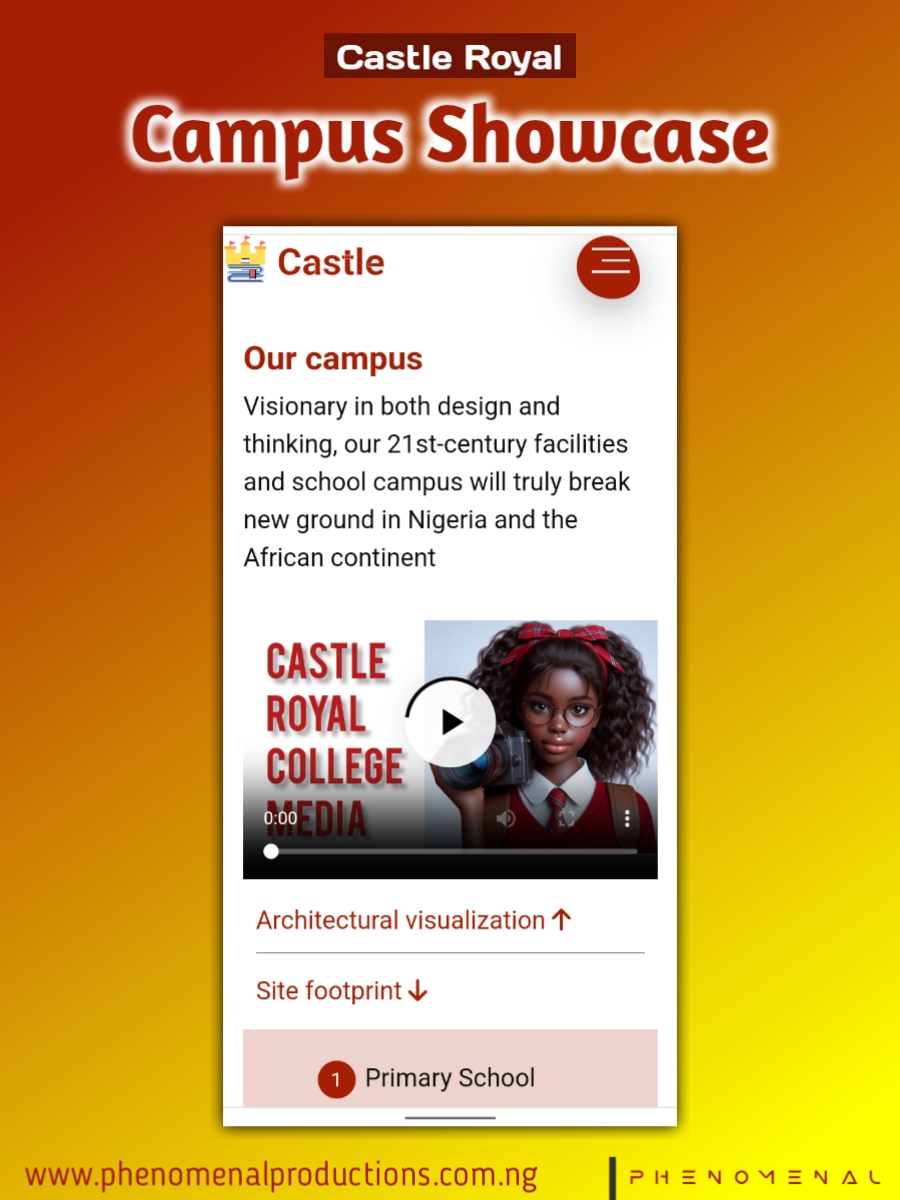 Castle Royal
Campus Showcase
Castle
Our campus
Visionary in both design and
thinking, our 21st-century facilities
and school campus will truly break
new ground in Nigeria and the
African continent
CASTLE
ROYAL
COLLEGE
MEDIA
0:00
Architectural visualization ↑
Site footprint ↓
1 Primary School
www.phenomenalproductions.com.ng
PHENOMENAL